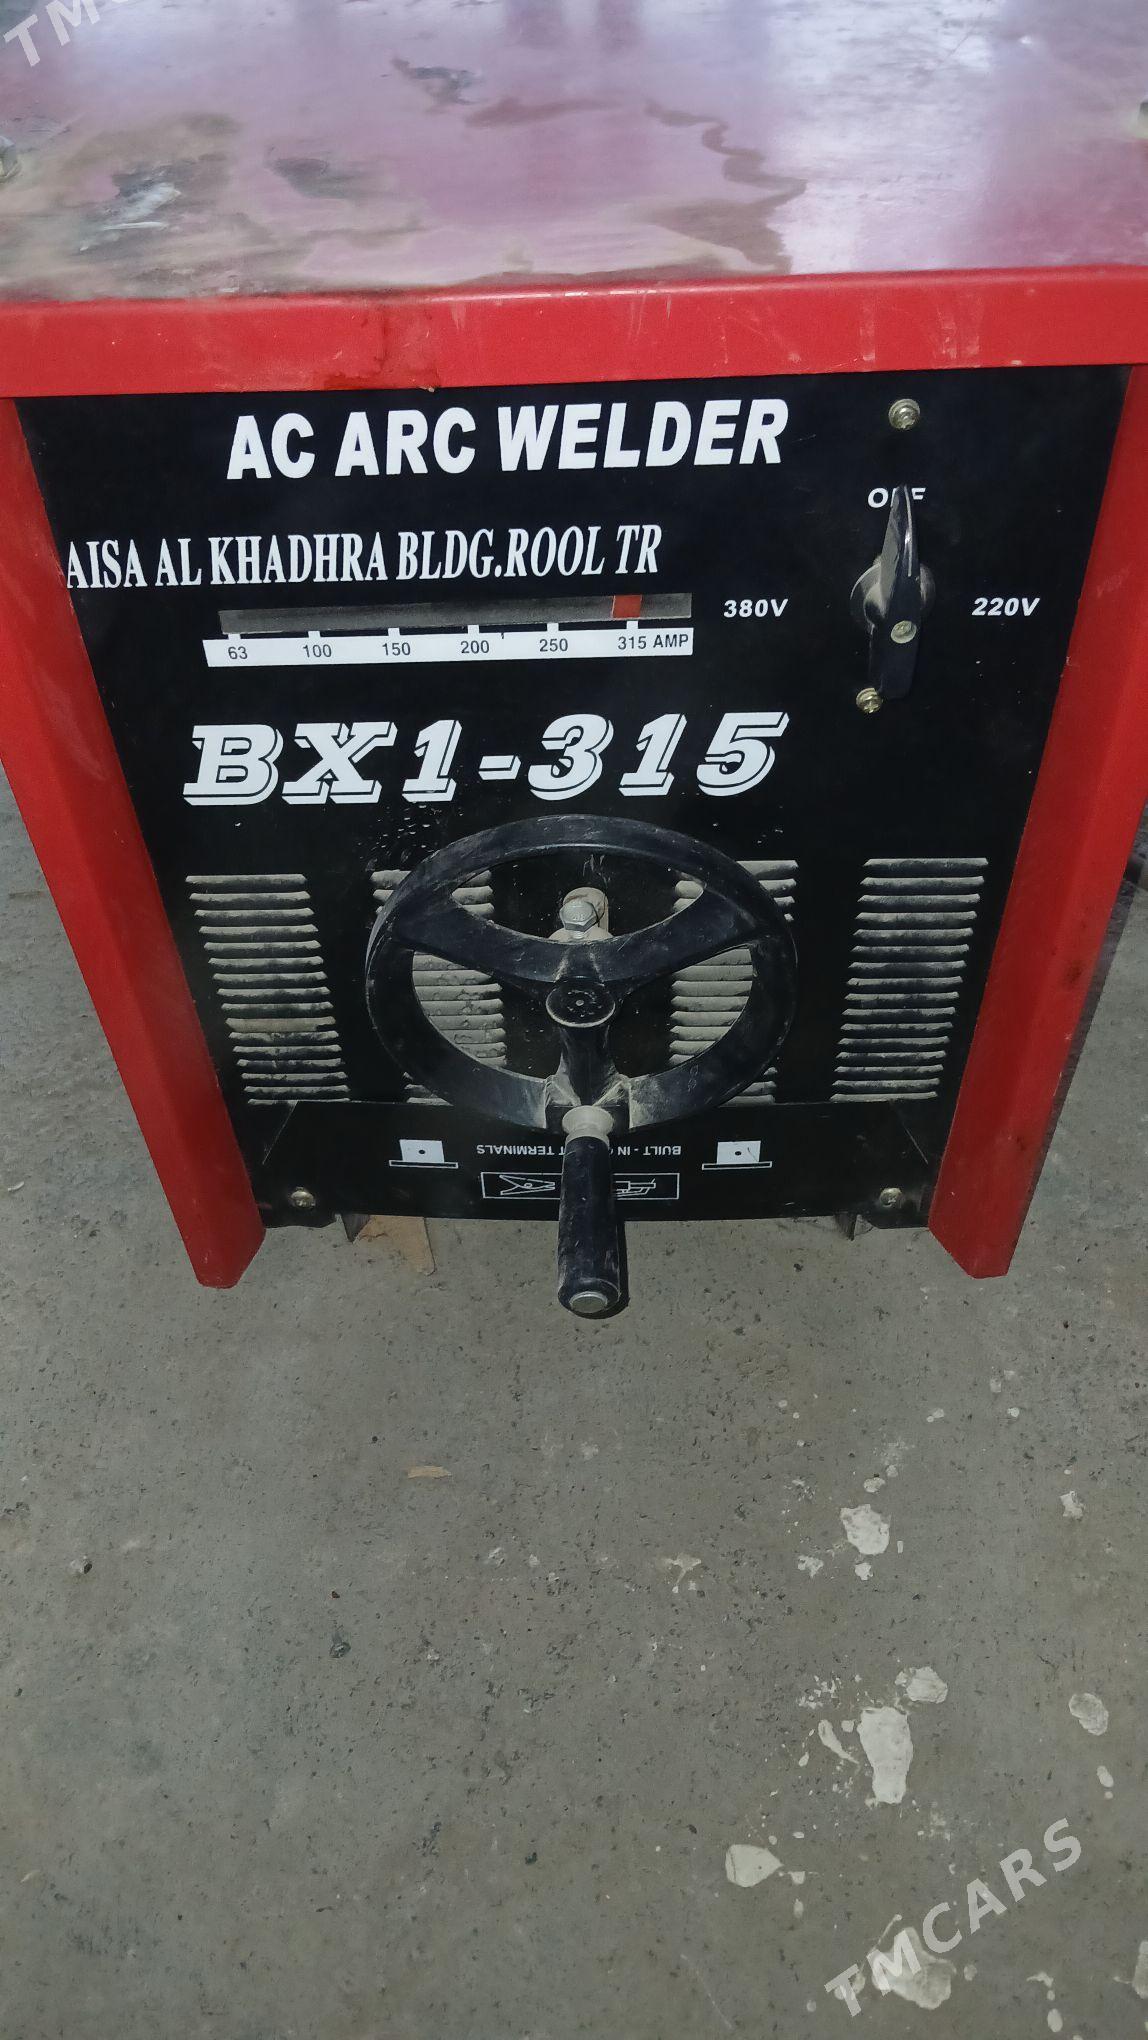 AC ARC WELDER
OFF
AISA AL KHADHRA BLDG.ROOL TR
380V
220V
63 100 150 200 250 315 AMP
BX1-315
BUILT - IN
TERMINALS
TMCARS